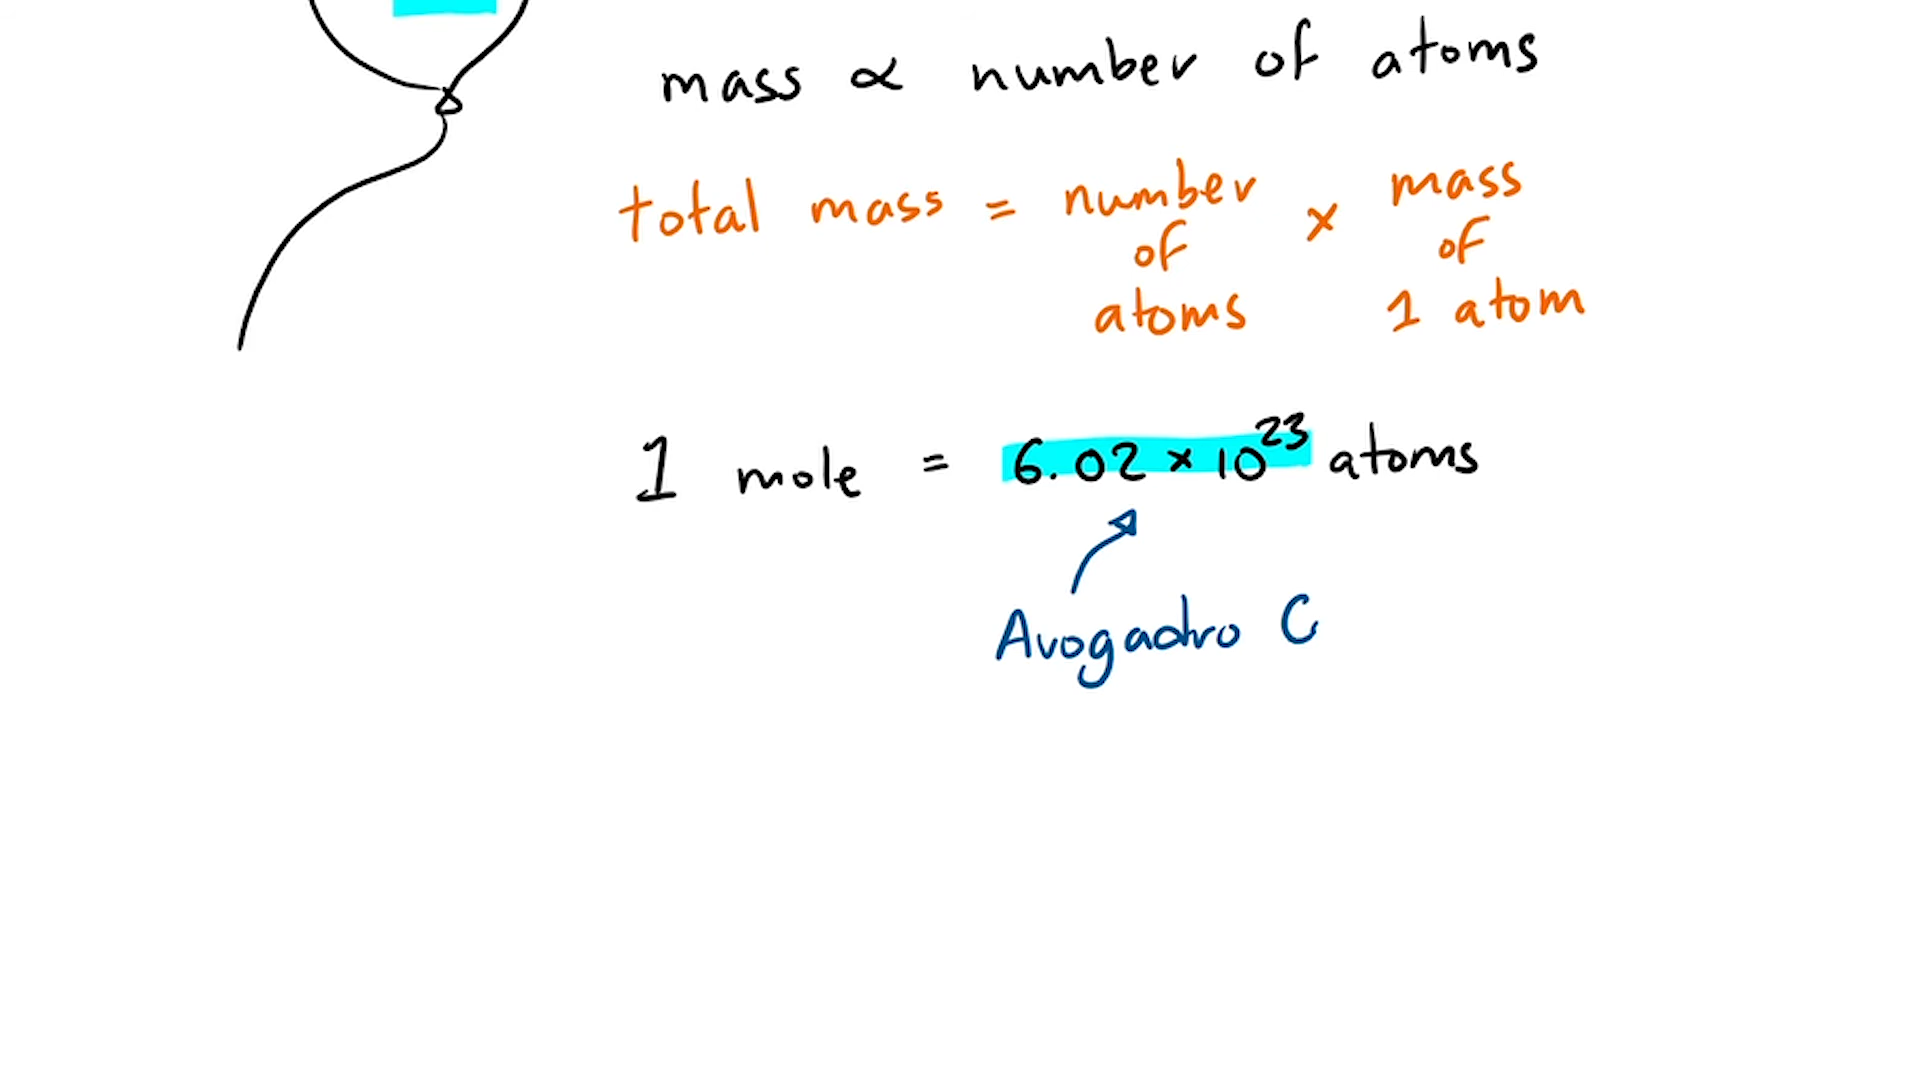 mass ∝ number of atoms
total mass = number of atoms × mass of 1 atom
1 mole = 6.02 × 10²³ atoms
Avogadro C